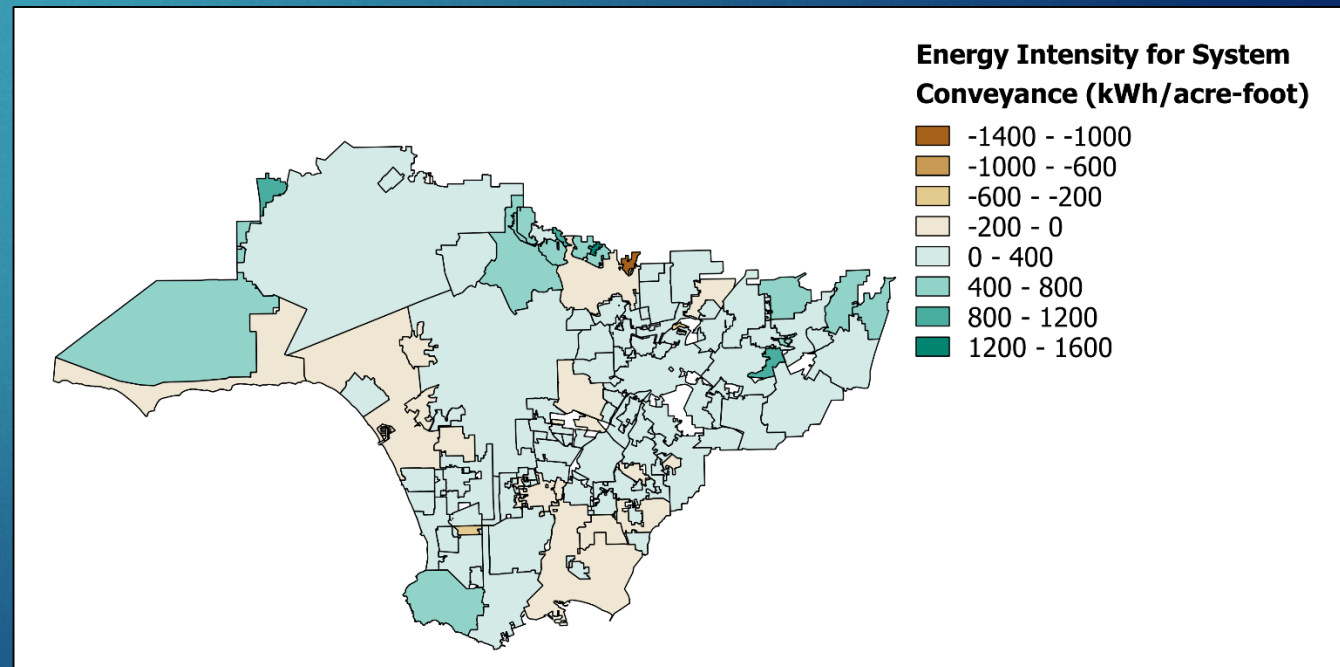 Energy Intensity for System
Conveyance (kWh/acre-foot)
-1400 - -1000
-1000 - -600
-600 - -200
-200 - 0
0 - 400
400 - 800
800 - 1200
1200 - 1600